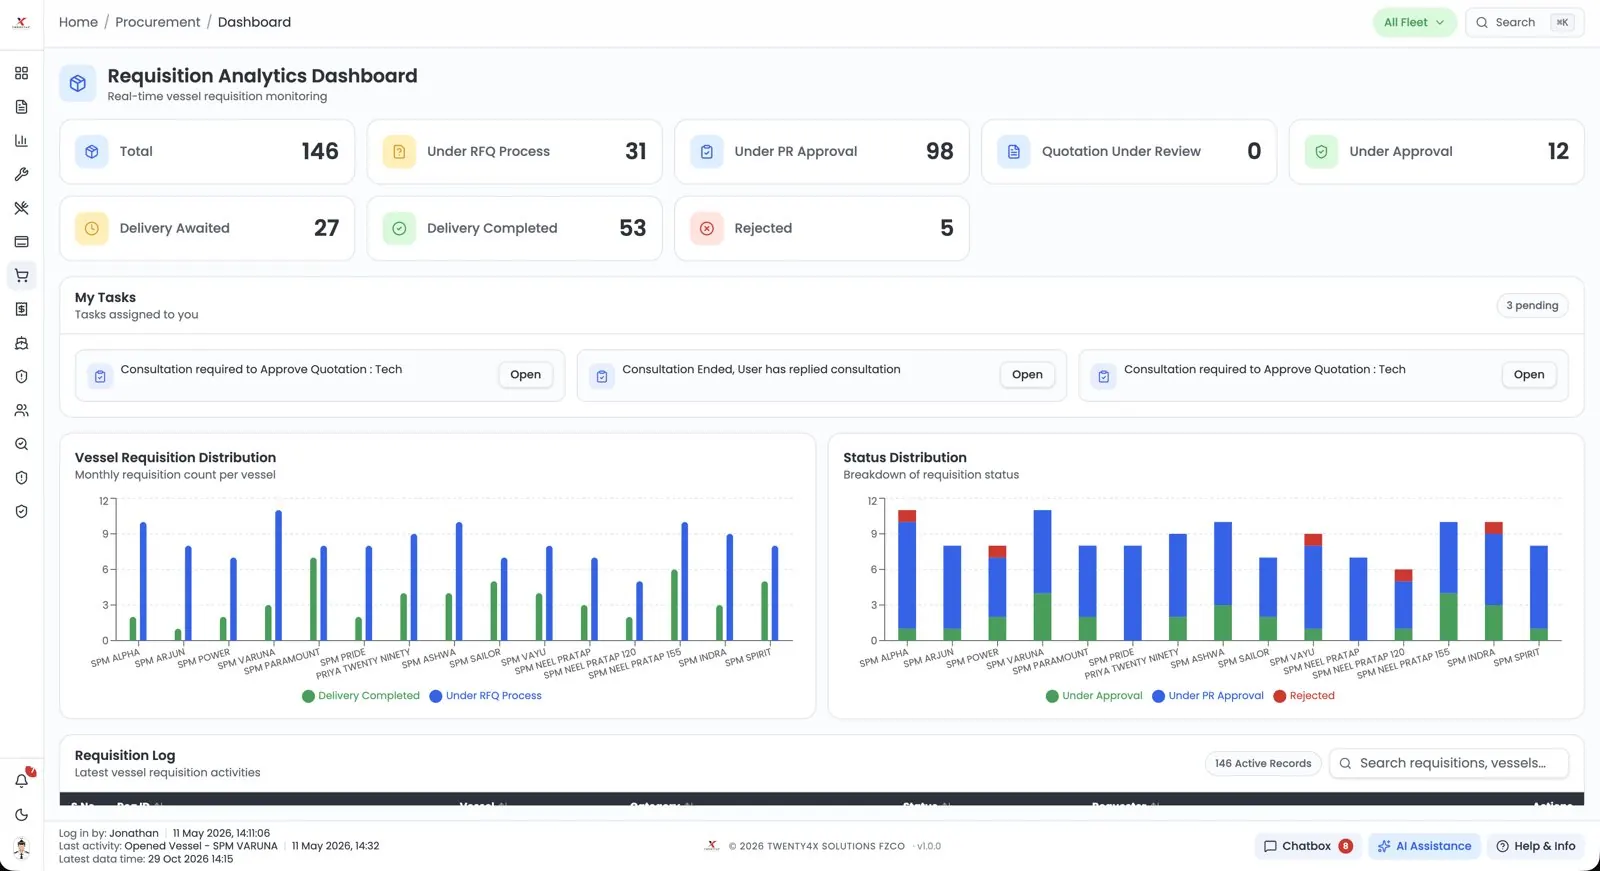 Home / Procurement / Dashboard
All Fleet
Search
⌘K
Requisition Analytics Dashboard
Real-time vessel requisition monitoring
Total 146
Under RFQ Process 31
Under PR Approval 98
Quotation Under Review 0
Under Approval 12
Delivery Awaited 27
Delivery Completed 53
Rejected 5
My Tasks
Tasks assigned to you
3 pending
Consultation required to Approve Quotation : Tech
Open
Consultation Ended, User has replied consultation
Open
Consultation required to Approve Quotation : Tech
Open
Vessel Requisition Distribution
Monthly requisition count per vessel
12
9
6
3
0
SPM ALPHA
SPM ARJUN
SPM POWER
SPM VARUNA
SPM PARAMOUNT
SPM PRIDE
PRIYA TWENTY NINETY
SPM ASHWA
SPM SAILOR
SPM VAYU
SPM NEEL PRATAP
SPM NEEL PRATAP 120
SPM NEEL PRATAP 155
SPM INDRA
SPM SPIRIT
Delivery Completed
Under RFQ Process
Status Distribution
Breakdown of requisition status
12
9
6
3
0
SPM ALPHA
SPM ARJUN
SPM POWER
SPM VARUNA
SPM PARAMOUNT
SPM PRIDE
PRIYA TWENTY NINETY
SPM ASHWA
SPM SAILOR
SPM VAYU
SPM NEEL PRATAP
SPM NEEL PRATAP 120
SPM NEEL PRATAP 155
SPM INDRA
SPM SPIRIT
Under Approval
Under PR Approval
Rejected
Requisition Log
Latest vessel requisition activities
146 Active Records
Search requisitions, vessels...
S.No Req ID Vessel Category Status Requester Actions
Log in by: Jonathan | 11 May 2026, 14:11:06
Last activity: Opened Vessel - SPM VARUNA | 11 May 2026, 14:32
Latest data time: 29 Oct 2026 14:15
© 2026 TWENTY4X SOLUTIONS FZCO · v1.0.0
Chatbox 8
AI Assistance
Help & Info